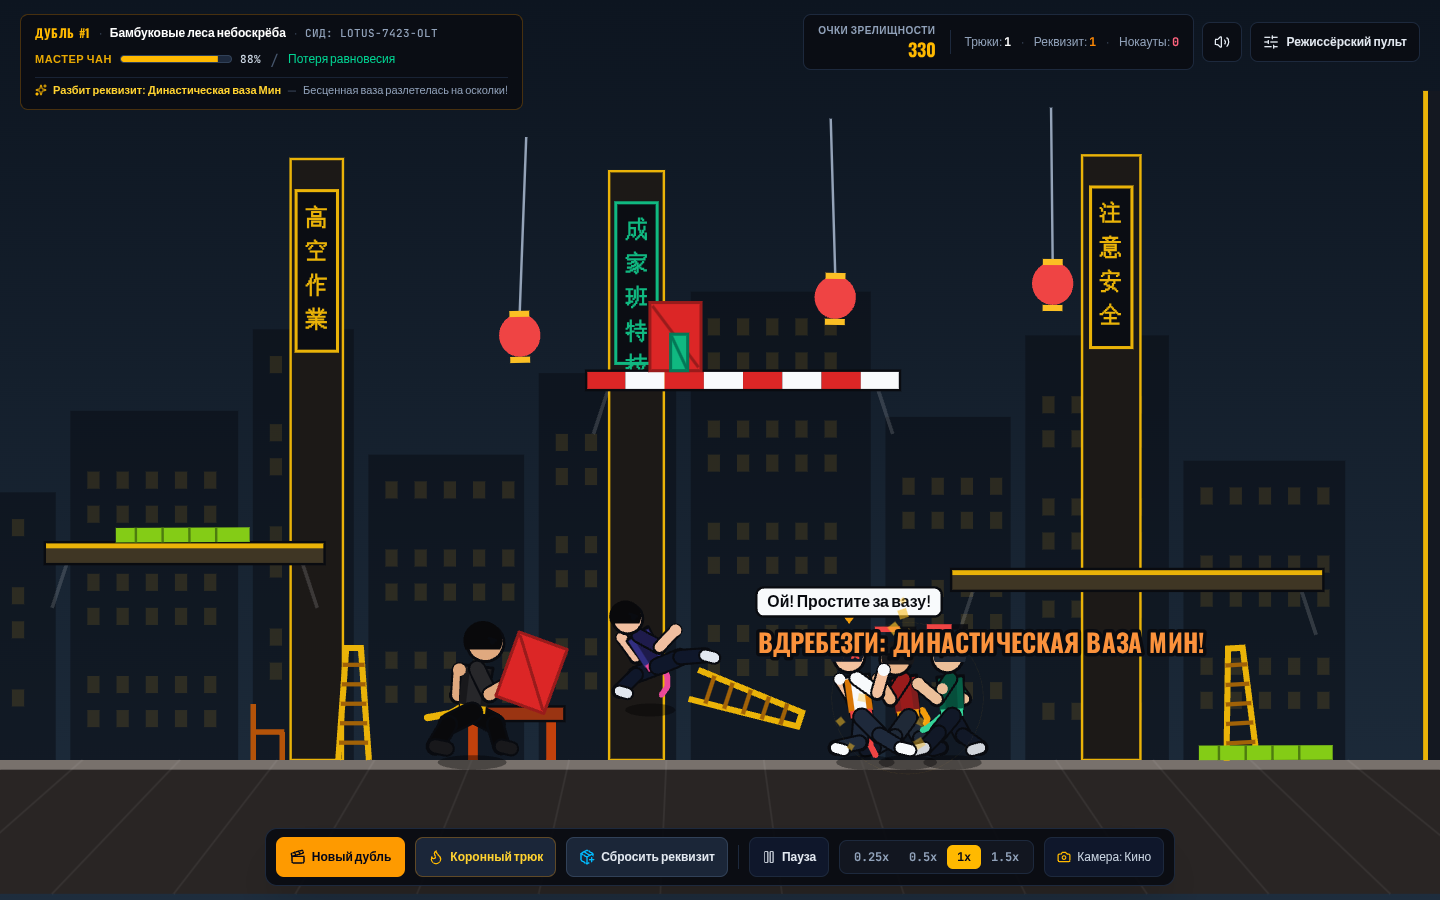 ДУБЛЬ #1 · Бамбуковые леса небоскрёба · СИД: LOTUS-7423-OLT
МАСТЕР ЧАН 88% / Потеря равновесия
Разбит реквизит: Династическая ваза Мин — Бесценная ваза разлетелась на осколки!
ОЧКИ ЗРЕЛИЩНОСТИ
330
Трюки: 1 · Реквизит: 1 · Нокауты: 0
Режиссёрский пульт
高空作業
成家班特技
注意安全
Ой! Простите за вазу!
ВДРЕБЕЗГИ: ДИНАСТИЧЕСКАЯ ВАЗА МИН!
Новый дубль
Коронный трюк
Сбросить реквизит
Пауза
0.25x 0.5x 1x 1.5x
Камера: Кино